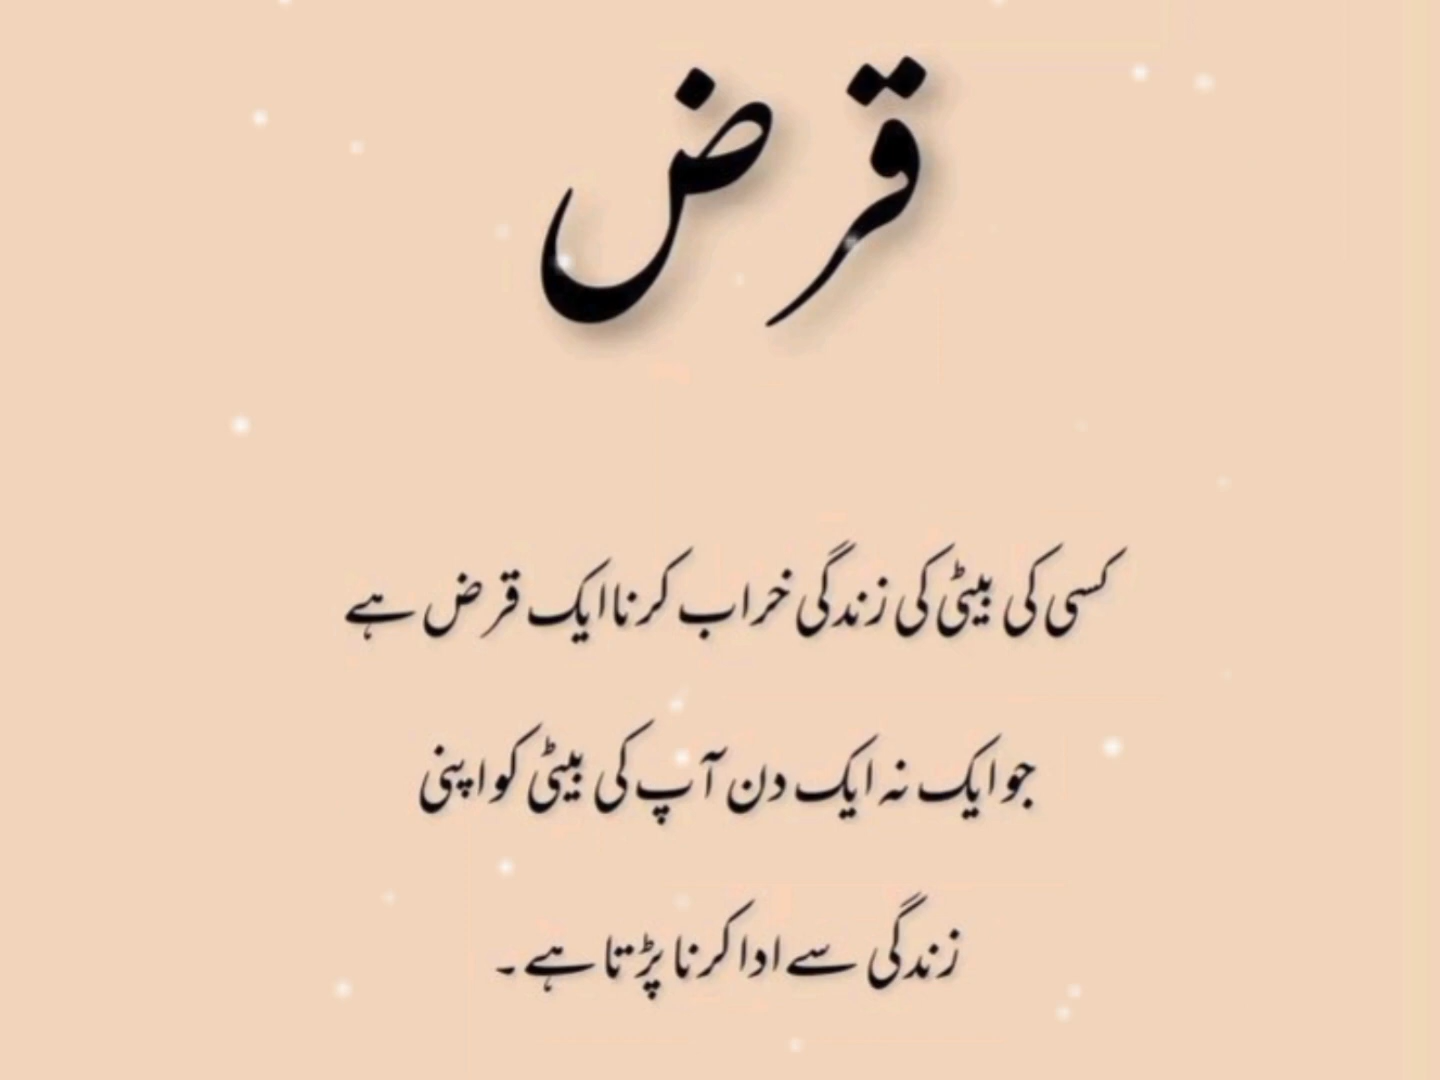 قرض
کسی کی بیٹی کی زندگی خراب کرنا ایک قرض ہے
جو ایک نہ ایک دن آپ کی بیٹی کو اپنی
زندگی سے ادا کرنا پڑتا ہے ۔